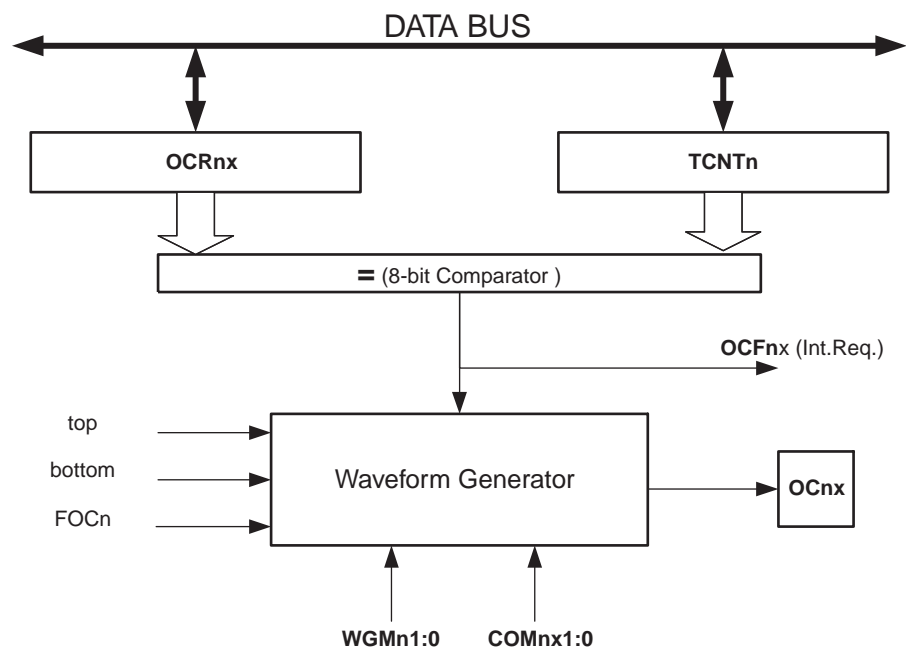 DATA BUS
OCRnx
TCNTn
= (8-bit Comparator )
OCFnx (Int.Req.)
top
bottom
FOCn
Waveform Generator
OCnx
WGMn1:0
COMnx1:0